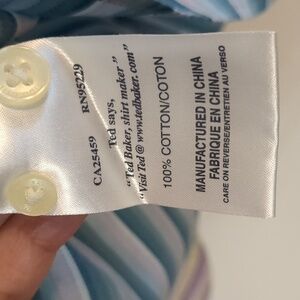 RN95229
CA25459
Ted says,
"Ted Baker, shirt maker"
"Visit Ted @ www.tedbaker.com"
100% COTTON/COTON
MANUFACTURED IN CHINA
FABRIQUE EN CHINA
CARE ON REVERSE/ENTRETIEN AU VERSO